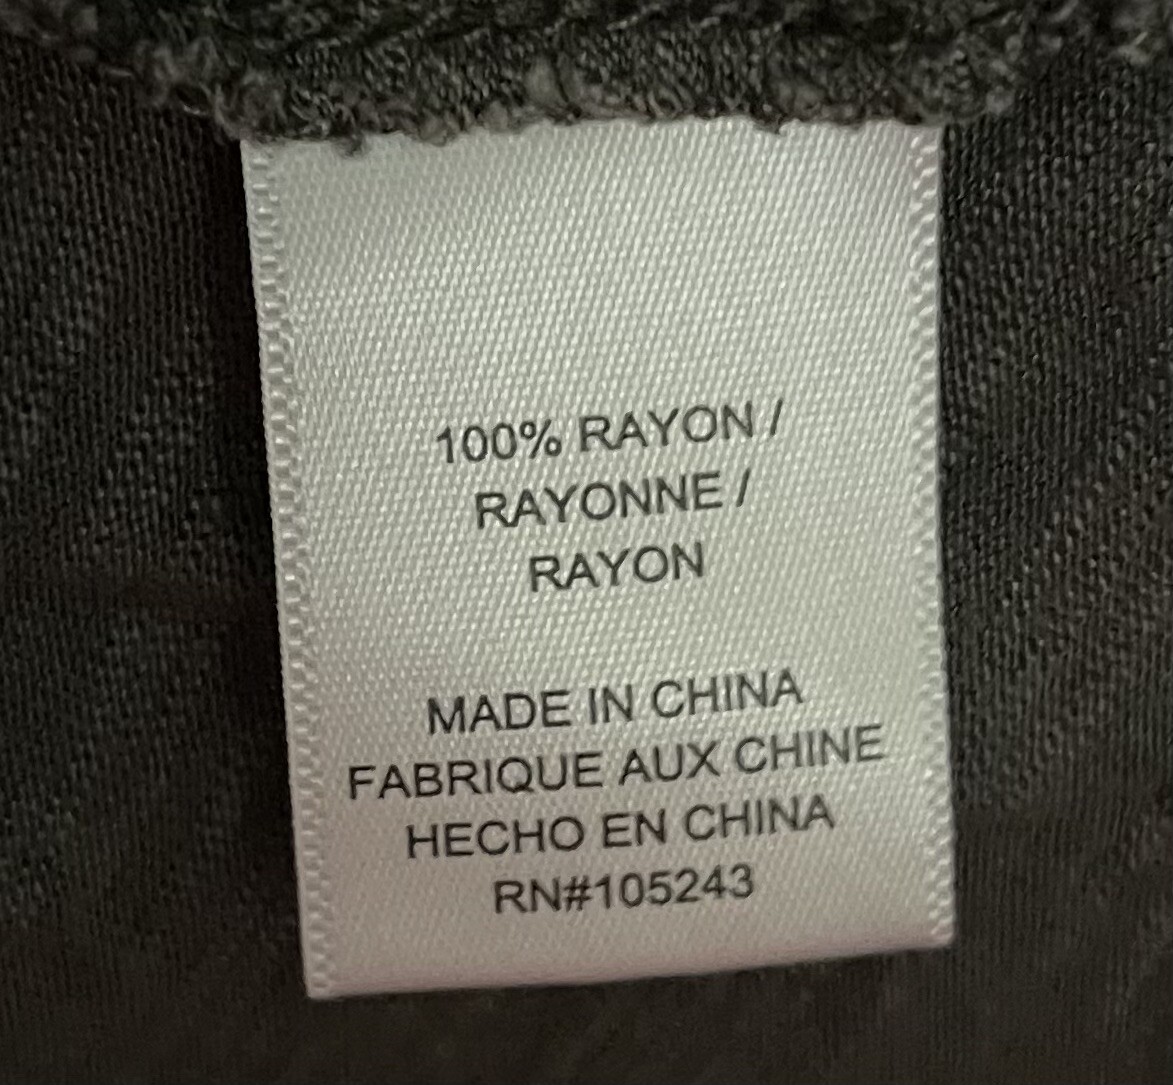 100% RAYON /
RAYONNE /
RAYON
MADE IN CHINA
FABRIQUE AUX CHINE
HECHO EN CHINA
RN#105243